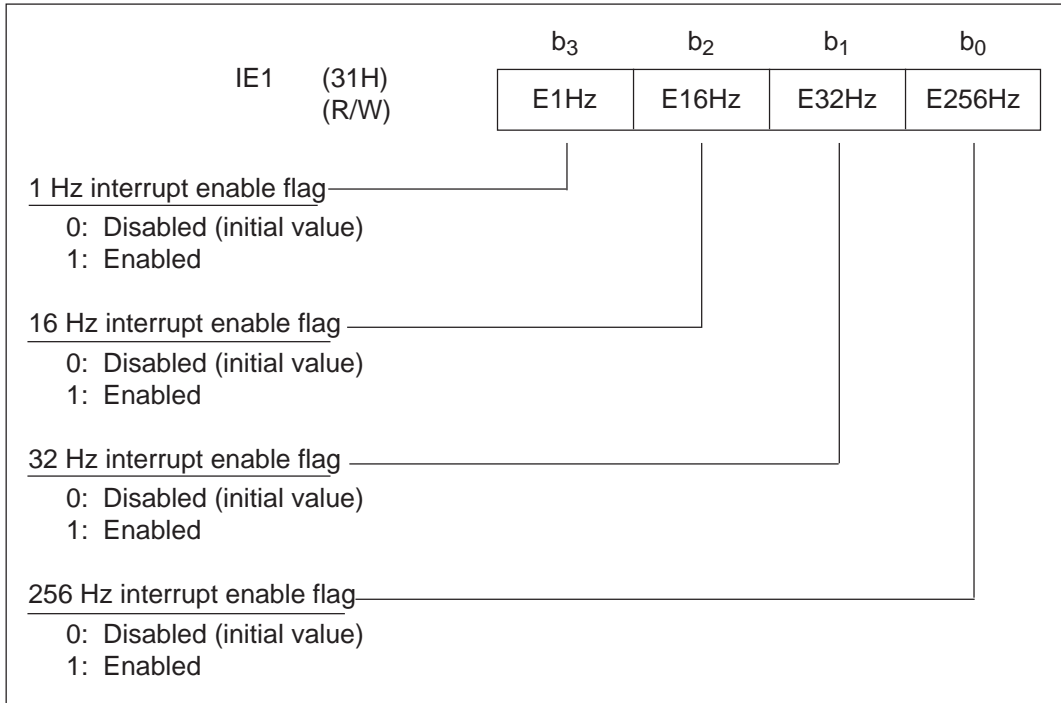 b3 b2 b1 b0
IE1 (31H) E1Hz E16Hz E32Hz E256Hz
(R/W)
1 Hz interrupt enable flag
0: Disabled (initial value)
1: Enabled
16 Hz interrupt enable flag
0: Disabled (initial value)
1: Enabled
32 Hz interrupt enable flag
0: Disabled (initial value)
1: Enabled
256 Hz interrupt enable flag
0: Disabled (initial value)
1: Enabled